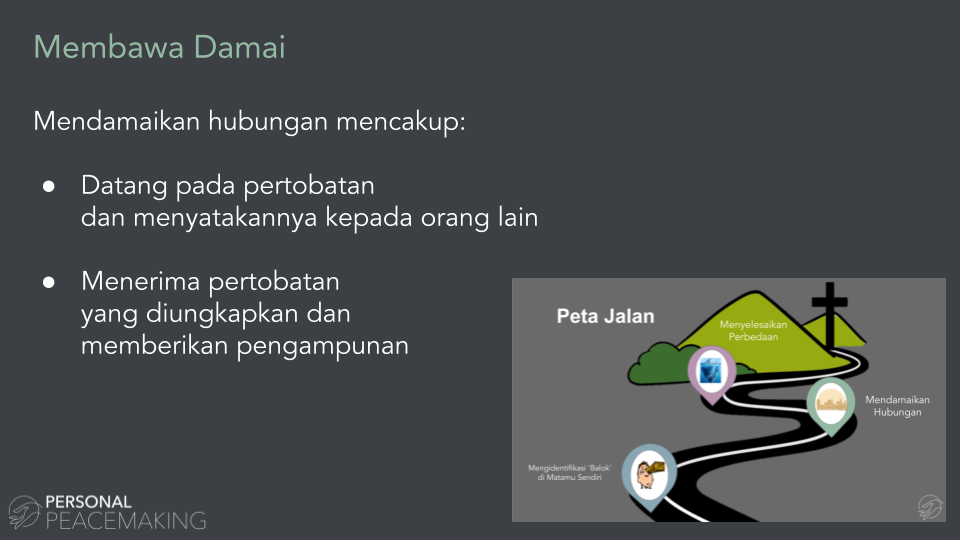 Membawa Damai
Mendamaikan hubungan mencakup:
● Datang pada pertobatan
dan menyatakannya kepada orang lain
● Menerima pertobatan
yang diungkapkan dan
memberikan pengampunan
Peta Jalan
Menyelesaikan
Perbedaan
Mendamaikan
Hubungan
Mengidentifikasi 'Balok'
di Matamu Sendiri
PERSONAL
PEACEMAKING